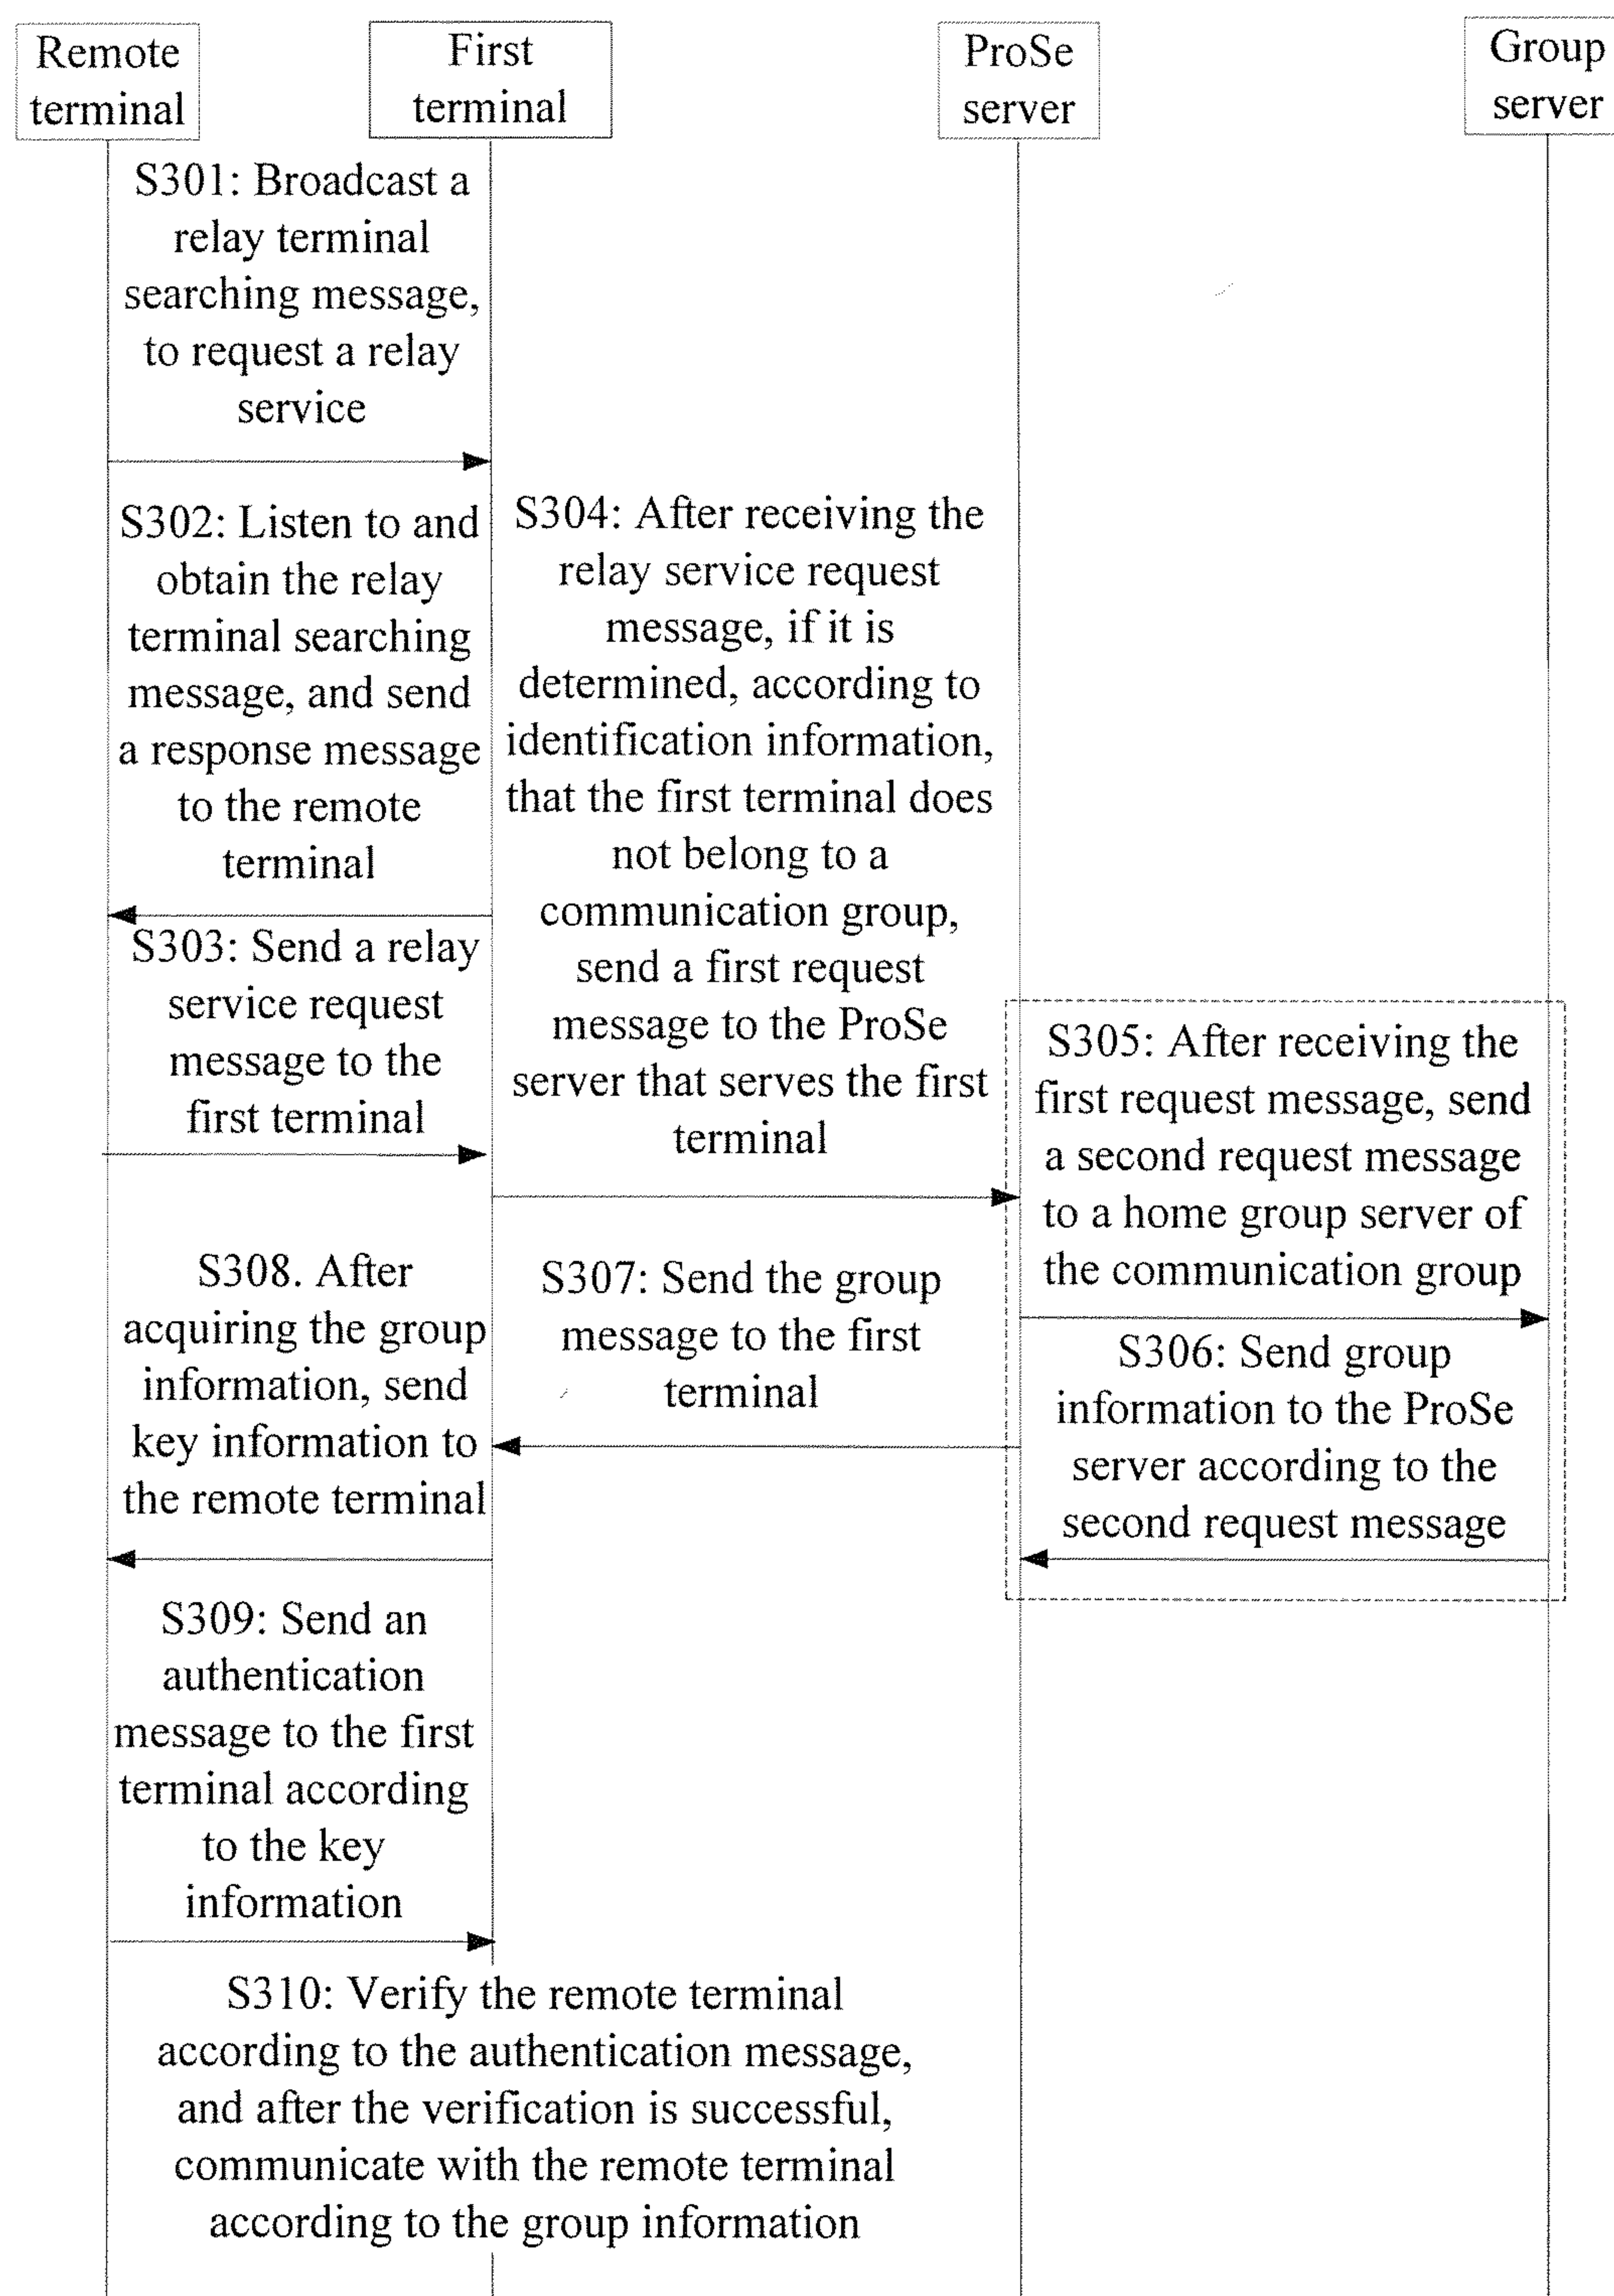 Remote
terminal
First
terminal
ProSe
server
Group
server
S301: Broadcast a
relay terminal
searching message,
to request a relay
service
S302: Listen to and
obtain the relay
terminal searching
message, and send
a response message
to the remote
terminal
S303: Send a relay
service request
message to the
first terminal
S304: After receiving the
relay service request
message, if it is
determined, according to
identification information,
that the first terminal does
not belong to a
communication group,
send a first request
message to the ProSe
server that serves the first
terminal
S305: After receiving the
first request message, send
a second request message
to a home group server of
the communication group
S306: Send group
information to the ProSe
server according to the
second request message
S307: Send the group
message to the first
terminal
S308. After
acquiring the group
information, send
key information to
the remote terminal
S309: Send an
authentication
message to the first
terminal according
to the key
information
S310: Verify the remote terminal
according to the authentication message,
and after the verification is successful,
communicate with the remote terminal
according to the group information